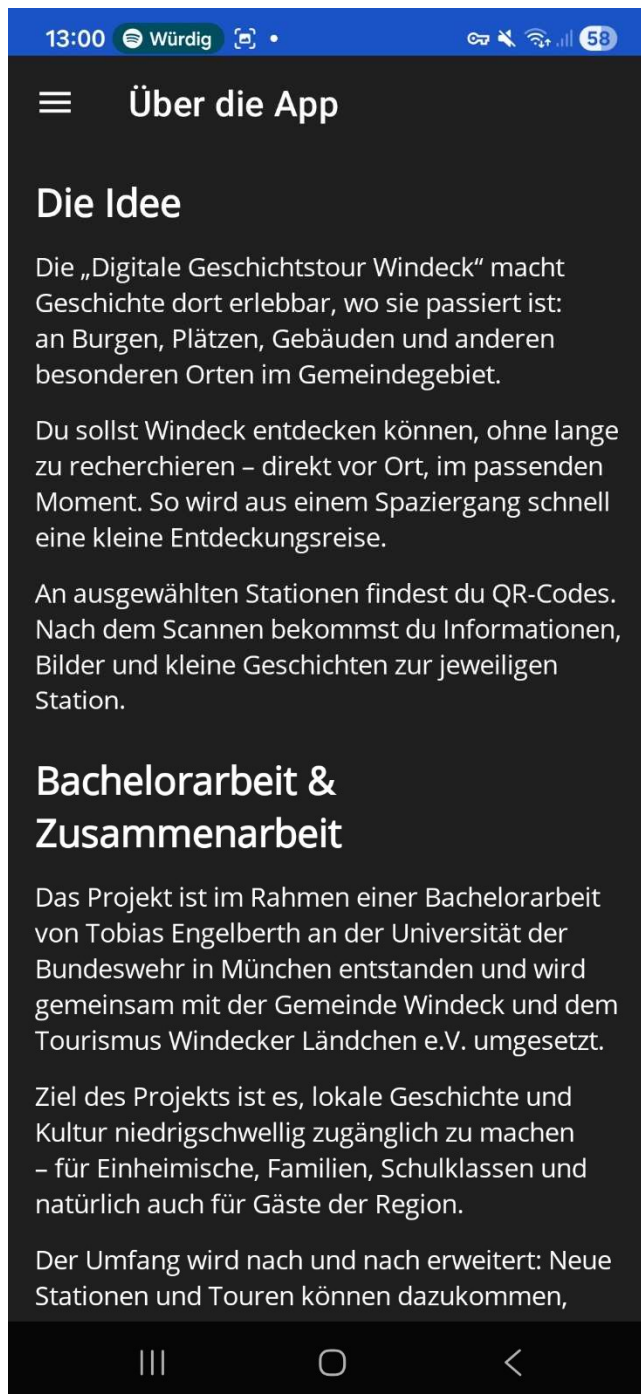 13:00 Würdig 58
Über die App
Die Idee
Die „Digitale Geschichtstour Windeck“ macht
Geschichte dort erlebbar, wo sie passiert ist:
an Burgen, Plätzen, Gebäuden und anderen
besonderen Orten im Gemeindegebiet.
Du sollst Windeck entdecken können, ohne lange
zu recherchieren – direkt vor Ort, im passenden
Moment. So wird aus einem Spaziergang schnell
eine kleine Entdeckungsreise.
An ausgewählten Stationen findest du QR-Codes.
Nach dem Scannen bekommst du Informationen,
Bilder und kleine Geschichten zur jeweiligen
Station.
Bachelorarbeit &
Zusammenarbeit
Das Projekt ist im Rahmen einer Bachelorarbeit
von Tobias Engelberth an der Universität der
Bundeswehr in München entstanden und wird
gemeinsam mit der Gemeinde Windeck und dem
Tourismus Windecker Ländchen e.V. umgesetzt.
Ziel des Projekts ist es, lokale Geschichte und
Kultur niedrigschwellig zugänglich zu machen
– für Einheimische, Familien, Schulklassen und
natürlich auch für Gäste der Region.
Der Umfang wird nach und nach erweitert: Neue
Stationen und Touren können dazukommen,